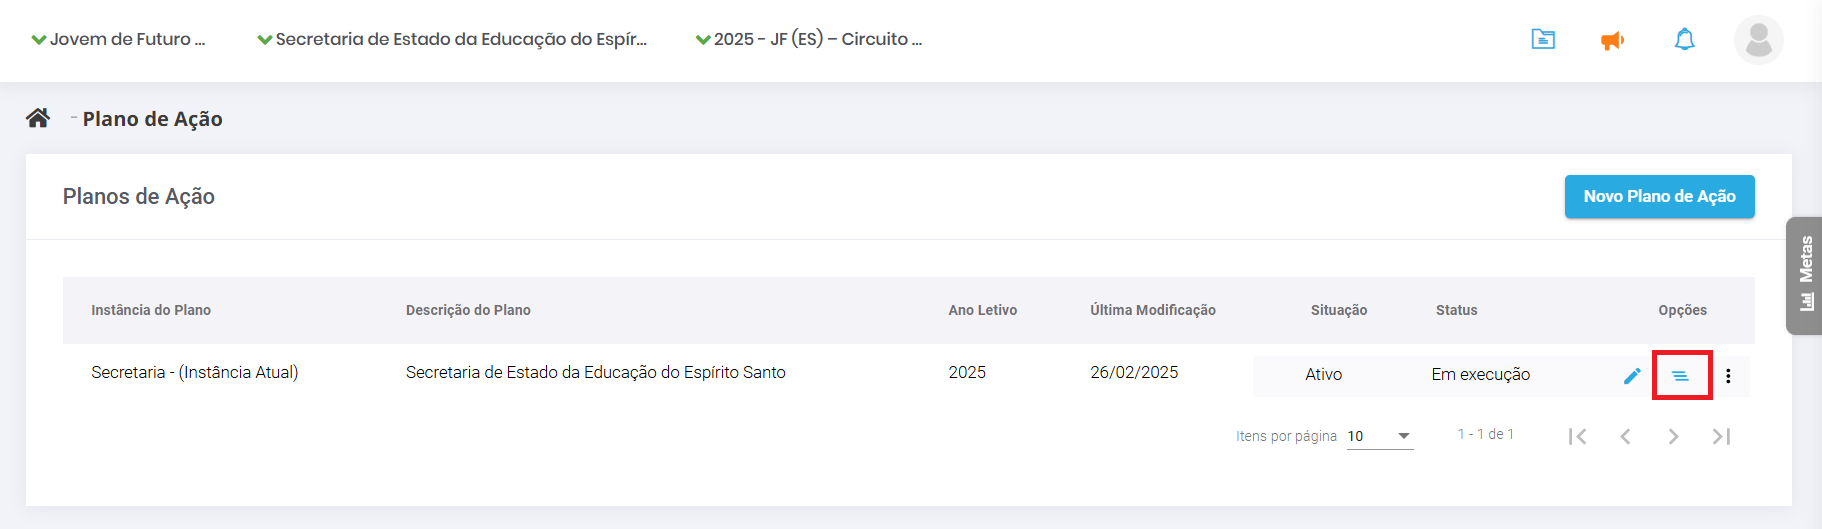 Jovem de Futuro ... Secretaria de Estado da Educação do Espír... 2025 - JF (ES) – Circuito ...
- Plano de Ação
Planos de Ação Novo Plano de Ação
Metas
Instância do Plano Descrição do Plano Ano Letivo Última Modificação Situação Status Opções
Secretaria - (Instância Atual) Secretaria de Estado da Educação do Espírito Santo 2025 26/02/2025 Ativo Em execução
Itens por página 10 1 - 1 de 1